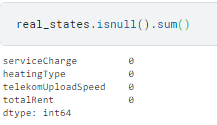 real_states.isnull().sum()
serviceCharge 0
heatingType 0
telekomUploadSpeed 0
totalRent 0
dtype: int64